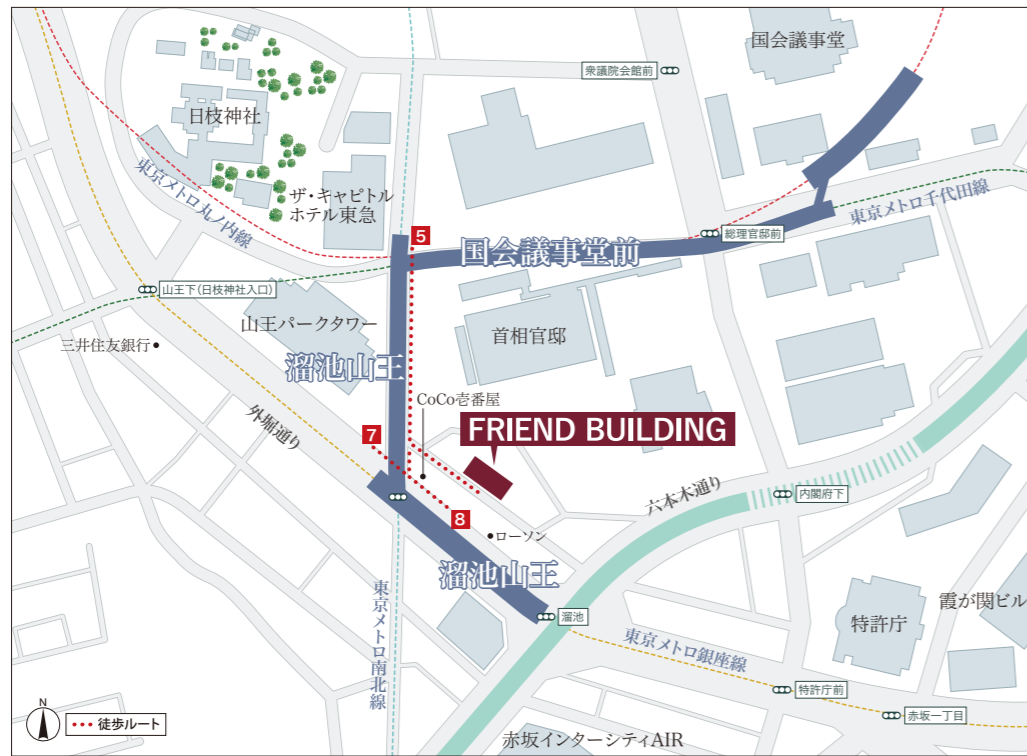 国会議事堂
衆議院会館前
日枝神社
ザ・キャピトル
ホテル東急
東京メトロ丸ノ内線
東京メトロ千代田線
総理官邸前
5
国会議事堂前
山王下(日枝神社入口)
山王パークタワー
首相官邸
三井住友銀行
溜池山王
CoCo壱番屋
外堀通り
7
FRIEND BUILDING
六本木通り
内閣府下
8
ローソン
溜池山王
溜池
東京メトロ南北線
東京メトロ銀座線
特許庁
霞が関ビル
特許庁前
赤坂一丁目
赤坂インターシティAIR
N
徒歩ルート